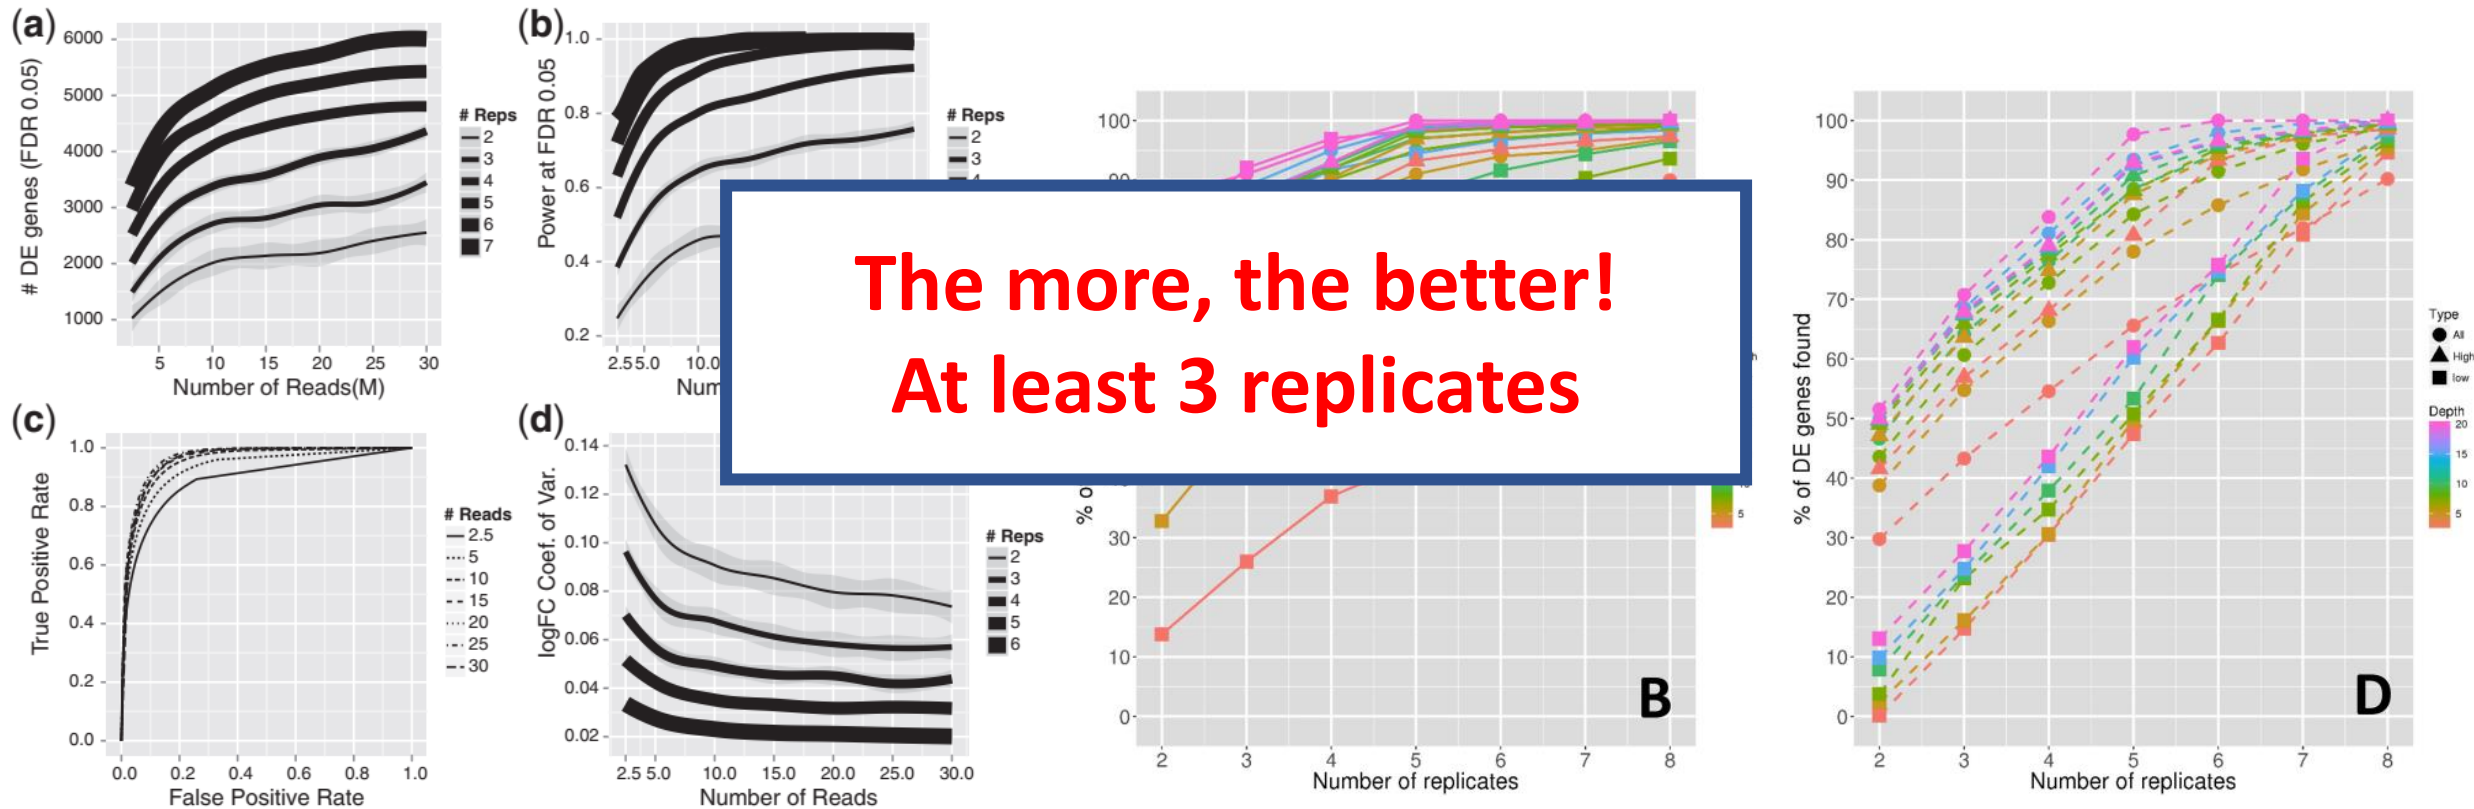 (a)
# DE genes (FDR 0.05)
6000
5000
4000
3000
2000
1000
5 10 15 20 25 30
Number of Reads(M)
# Reps
2
3
4
5
6
7
(b)
Power at FDR 0.05
1.0
0.8
0.6
0.4
0.2
2.5 5.0 10.0
Num
# Reps
2
3
The more, the better!
At least 3 replicates
(c)
True Positive Rate
1.0
0.8
0.6
0.4
0.2
0.0
0.0 0.2 0.4 0.6 0.8 1.0
False Positive Rate
# Reads
2.5
5
10
15
20
25
30
(d)
logFC Coef. of Var.
0.14
0.12
0.10
0.08
0.06
0.04
0.02
2.5 5.0 10.0 15.0 20.0 25.0 30.0
Number of Reads
# Reps
2
3
4
5
6
100
% o
30
20
10
0
2 3 4 5 6 7 8
Number of replicates
B
5
% of DE genes found
100
90
80
70
60
50
40
30
20
10
0
2 3 4 5 6 7 8
Number of replicates
D
Type
All
High
low
Depth
20
15
10
5